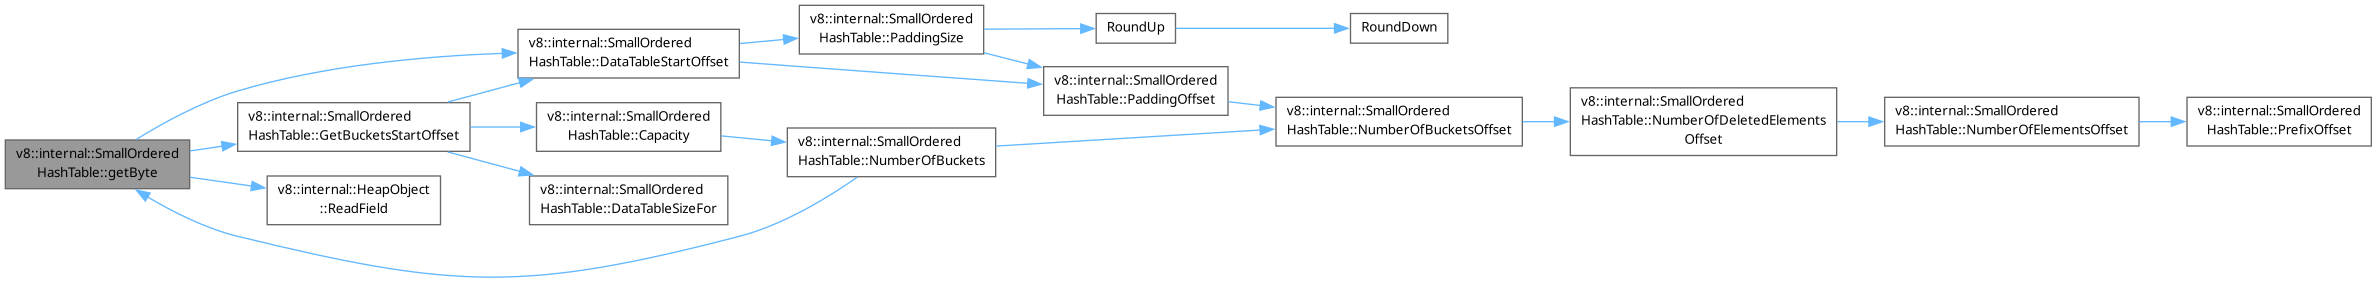 v8::internal::SmallOrdered
HashTable::getByte
v8::internal::SmallOrdered
HashTable::DataTableStartOffset
v8::internal::SmallOrdered
HashTable::PaddingSize
RoundUp
RoundDown
v8::internal::SmallOrdered
HashTable::PaddingOffset
v8::internal::SmallOrdered
HashTable::GetBucketsStartOffset
v8::internal::SmallOrdered
HashTable::Capacity
v8::internal::SmallOrdered
HashTable::NumberOfBuckets
v8::internal::SmallOrdered
HashTable::NumberOfBucketsOffset
v8::internal::SmallOrdered
HashTable::NumberOfDeletedElements
Offset
v8::internal::SmallOrdered
HashTable::NumberOfElementsOffset
v8::internal::SmallOrdered
HashTable::PrefixOffset
v8::internal::HeapObject
::ReadField
v8::internal::SmallOrdered
HashTable::DataTableSizeFor